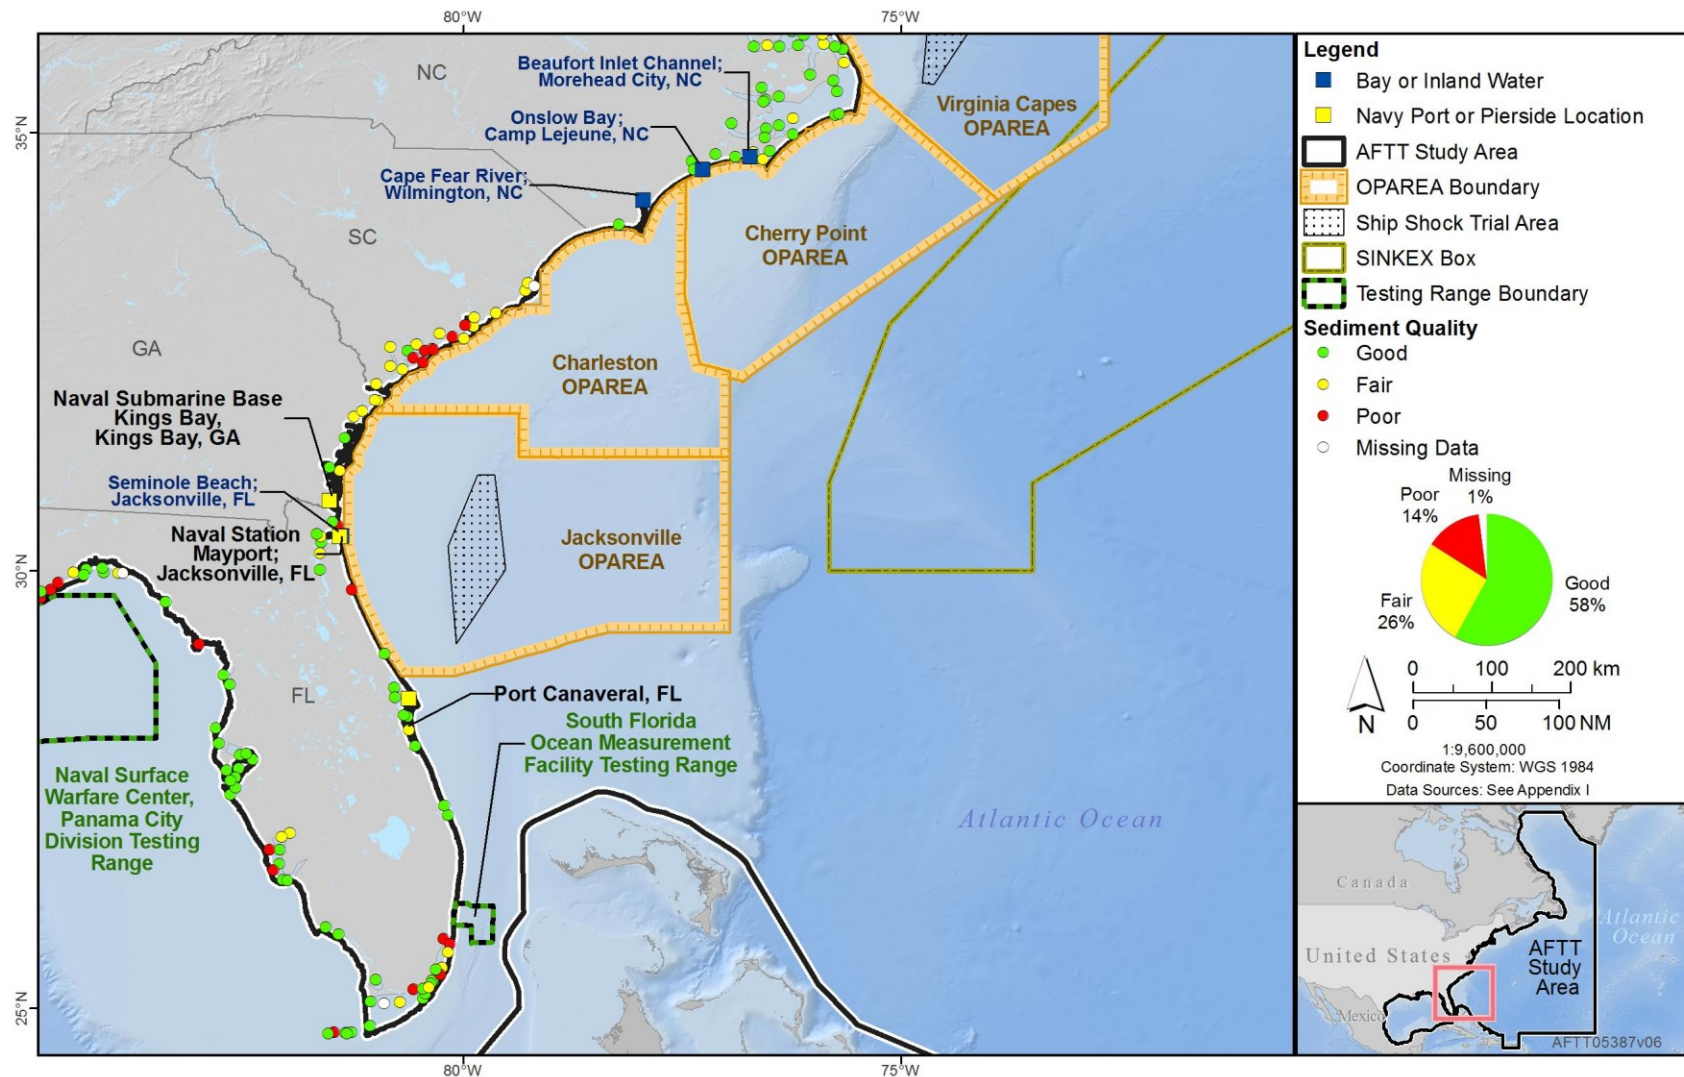 80°W
75°W
NC
Beaufort Inlet Channel;
Morehead City, NC
Onslow Bay;
Camp Lejeune, NC
Cape Fear River;
Wilmington, NC
Virginia Capes
OPAREA
35°N
35°N
SC
Cherry Point
OPAREA
GA
Charleston
OPAREA
Naval Submarine Base
Kings Bay,
Kings Bay, GA
Seminole Beach;
Jacksonville, FL
Naval Station
Mayport;
Jacksonville, FL
Jacksonville
OPAREA
30°N
FL
Port Canaveral, FL
South Florida
Ocean Measurement
Facility Testing Range
Naval Surface
Warfare Center,
Panama City
Division Testing
Range
Atlantic Ocean
25°N
80°W
75°W
Legend
Bay or Inland Water
Navy Port or Pierside Location
AFTT Study Area
OPAREA Boundary
Ship Shock Trial Area
SINKEX Box
Testing Range Boundary
Sediment Quality
Good
Fair
Poor
Missing Data
Missing
1%
Poor
14%
Good
58%
Fair
26%
0 100 200 km
0 50 100 NM
N
1:9,600,000
Coordinate System: WGS 1984
Data Sources: See Appendix I
Canada
Atlantic
Ocean
United States
AFTT
Study
Area
Mexico
AFTT05387v06